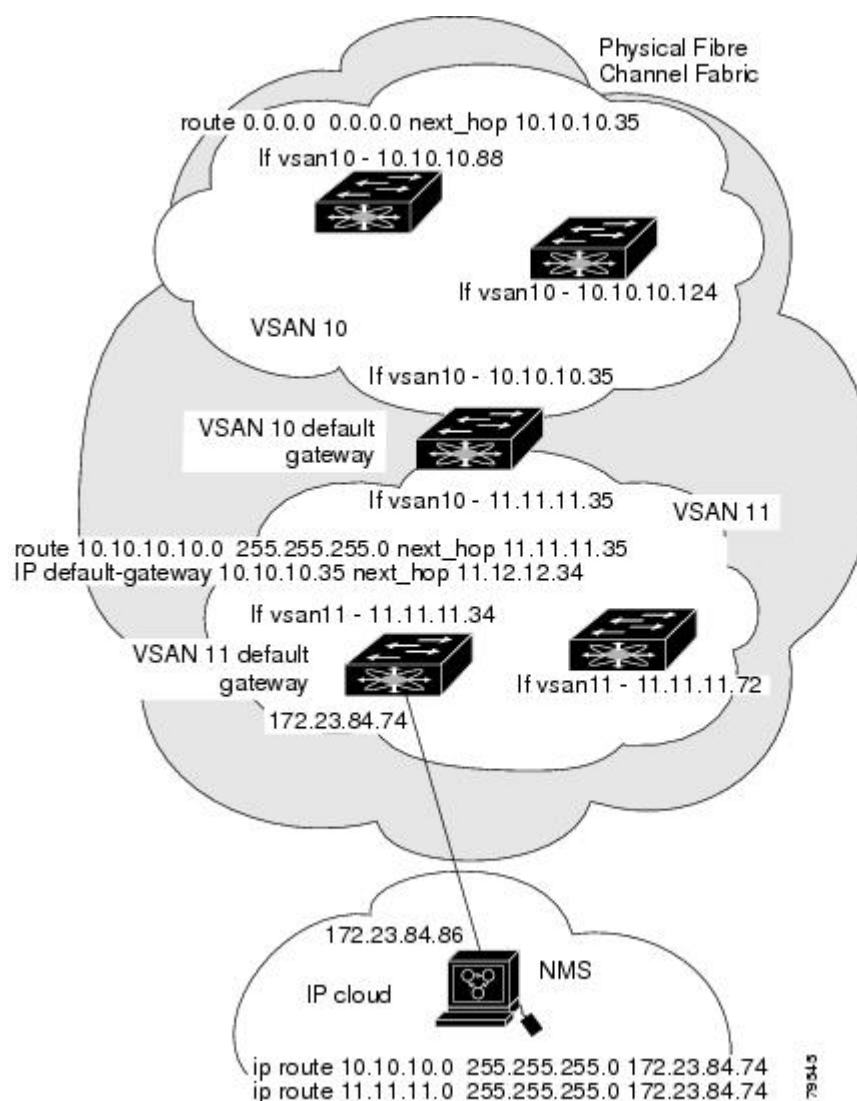 Physical Fibre
Channel Fabric
route 0.0.0.0 0.0.0.0 next_hop 10.10.10.35
If vsan10 - 10.10.10.88
If vsan10 - 10.10.10.124
VSAN 10
If vsan10 - 10.10.10.35
VSAN 10 default
gateway
If vsan10 - 11.11.11.35
VSAN 11
route 10.10.10.10.0 255.255.255.0 next_hop 11.11.11.35
IP default-gateway 10.10.10.35 next_hop 11.12.12.34
If vsan11 - 11.11.11.34
VSAN 11 default
gateway
If vsan11 - 11.11.11.72
172.23.84.74
172.23.84.86
NMS
IP cloud
ip route 10.10.10.0 255.255.255.0 172.23.84.74
ip route 11.11.11.0 255.255.255.0 172.23.84.74
79545